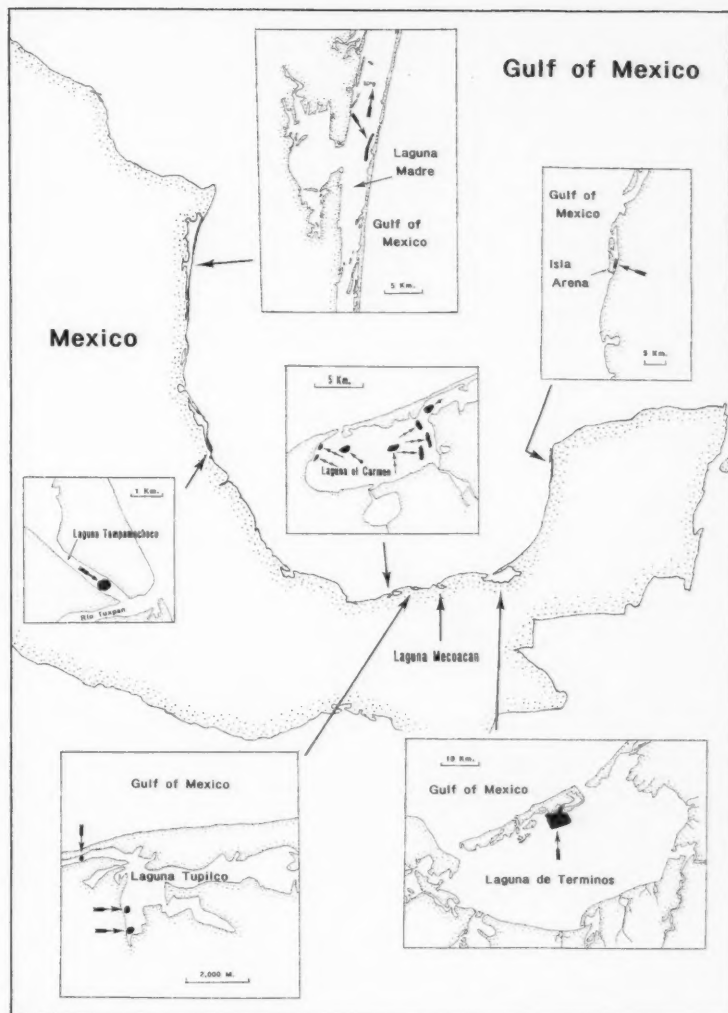 Gulf of Mexico
Mexico
Laguna
Madre
Gulf of
Mexico
5 Km.
Gulf of
Mexico
Isla
Arena
5 Km.
5 Km.
Laguna el Carmen
1 Km.
Laguna Tampamachoco
Rio Tuxpan
Laguna Mecoacan
Gulf of Mexico
Laguna Tupilco
2,000 M.
10 Km.
Gulf of Mexico
Laguna de Terminos